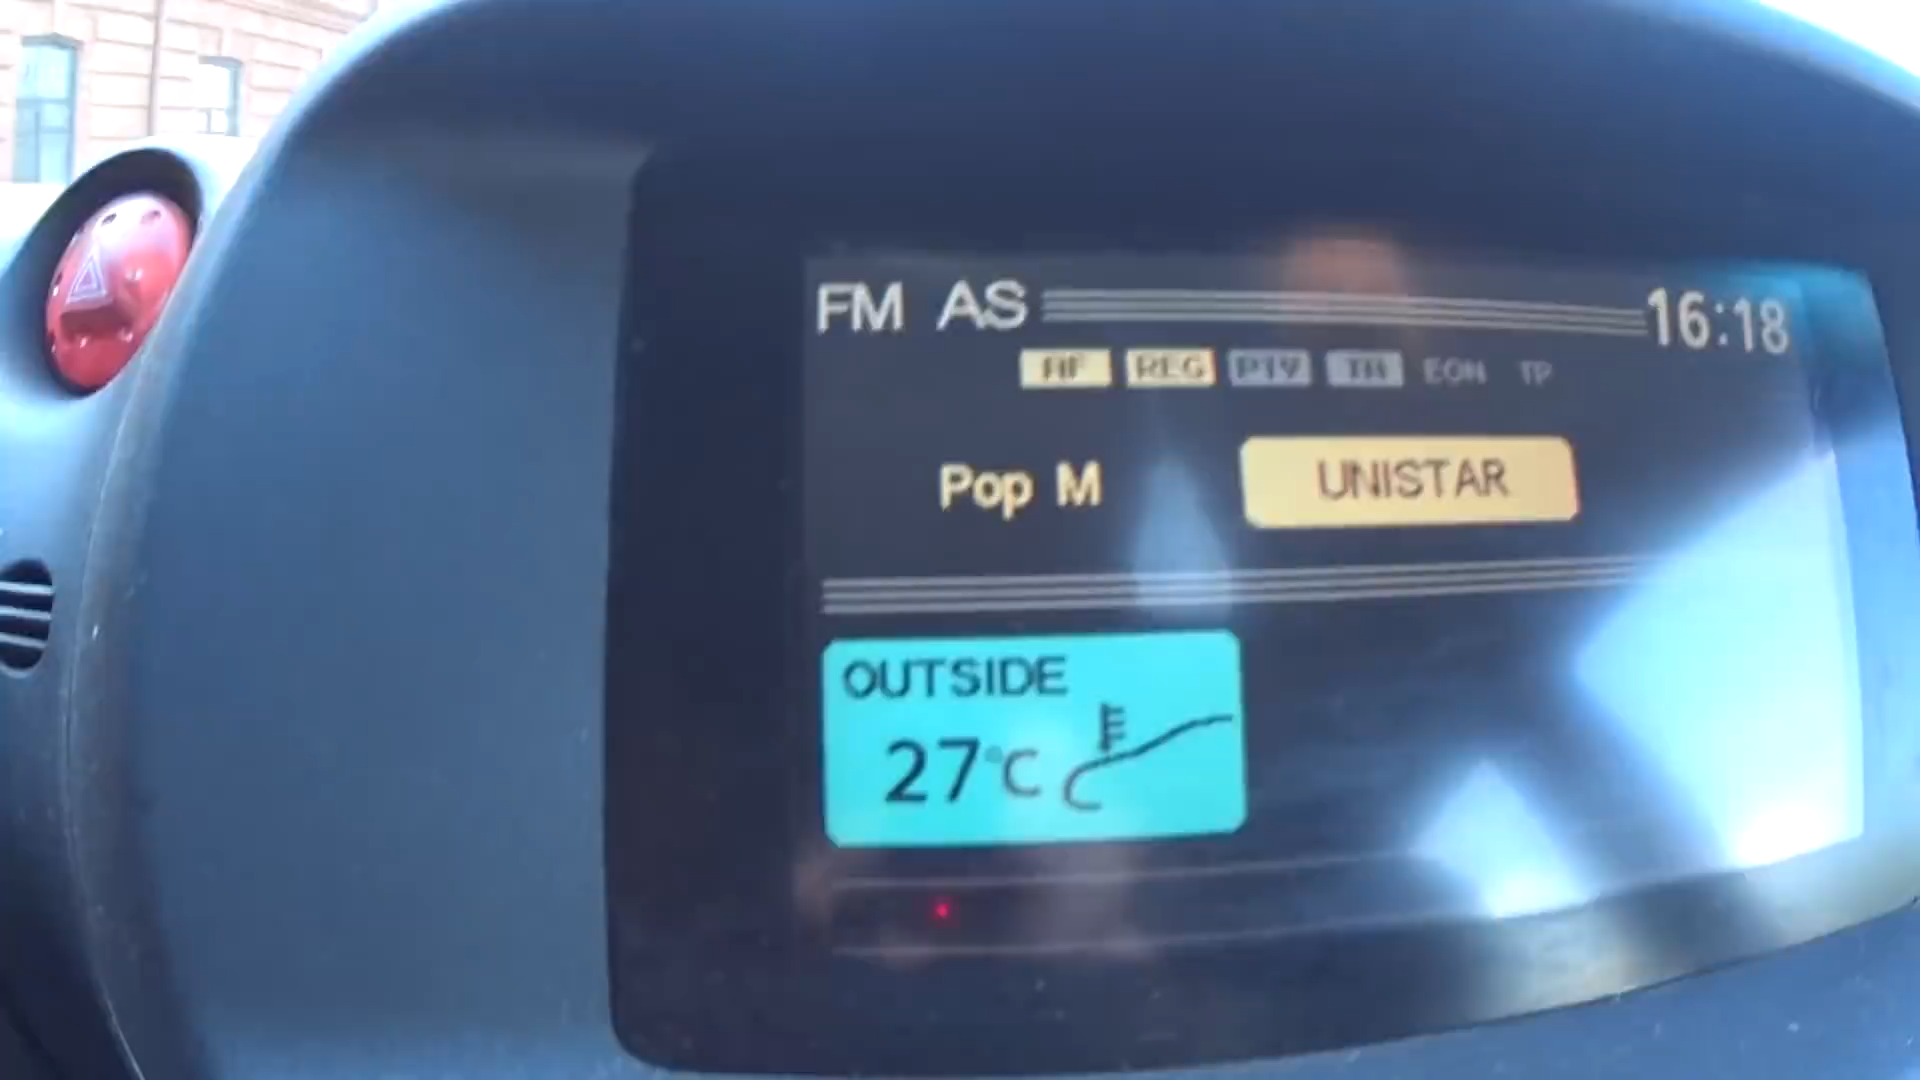 FM AS 16:18
AF REG PTY TA EON TP
Pop M UNISTAR
OUTSIDE
27°C